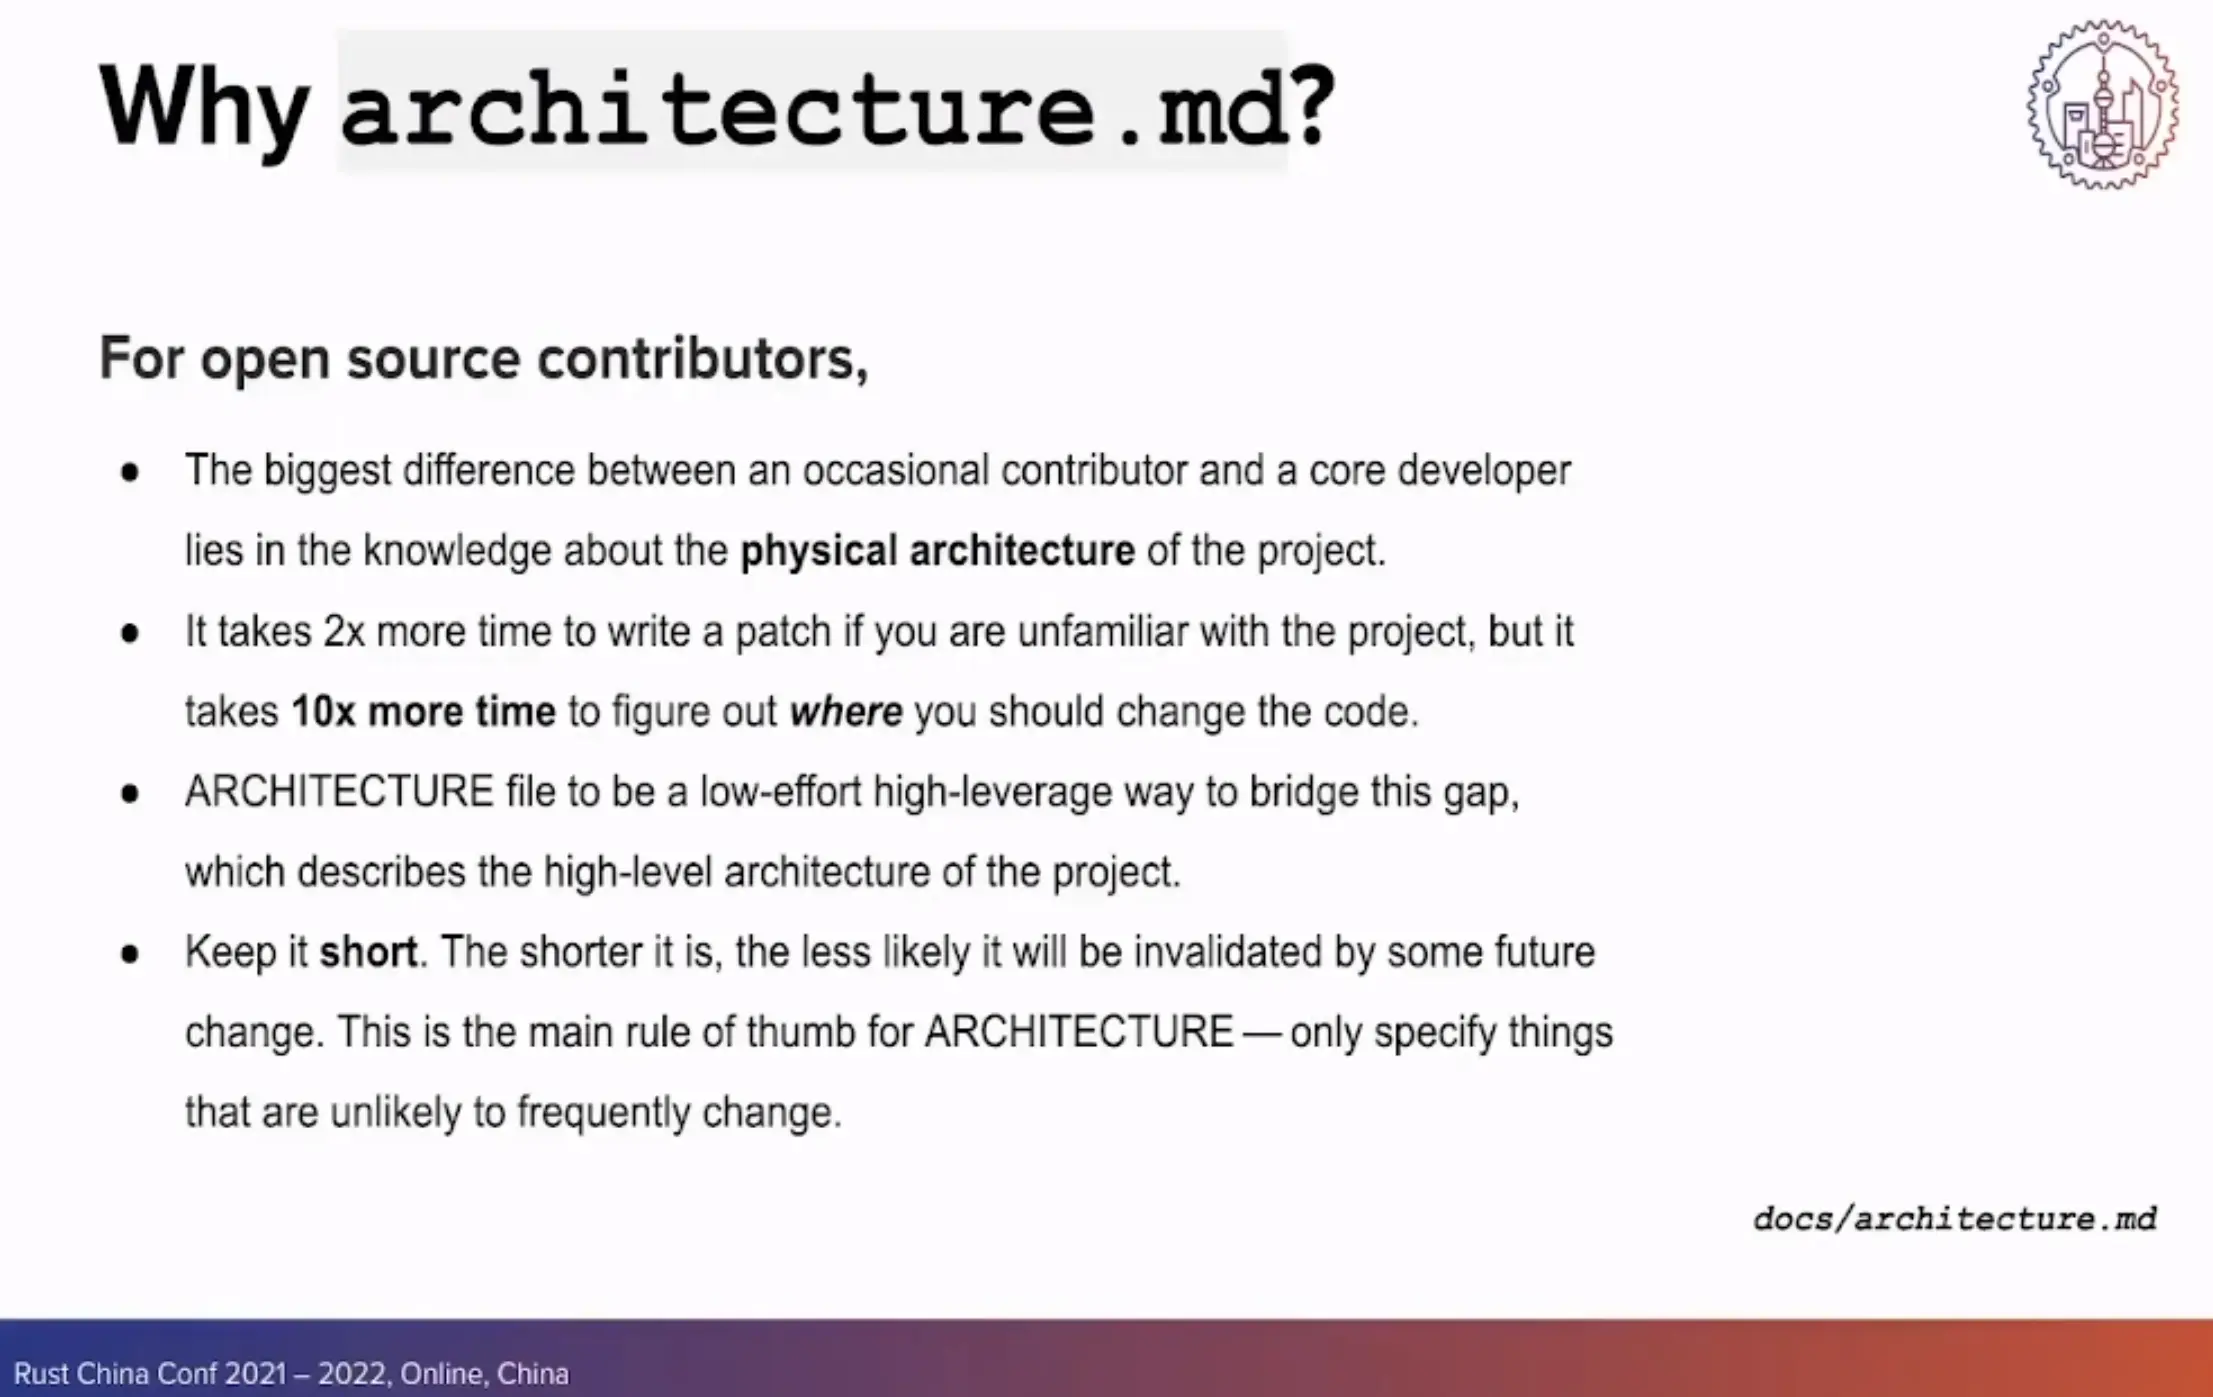 Why architecture.md?
For open source contributors,
● The biggest difference between an occasional contributor and a core developer
lies in the knowledge about the physical architecture of the project.
● It takes 2x more time to write a patch if you are unfamiliar with the project, but it
takes 10x more time to figure out where you should change the code.
● ARCHITECTURE file to be a low-effort high-leverage way to bridge this gap,
which describes the high-level architecture of the project.
● Keep it short. The shorter it is, the less likely it will be invalidated by some future
change. This is the main rule of thumb for ARCHITECTURE — only specify things
that are unlikely to frequently change.
docs/architecture.md
Rust China Conf 2021 – 2022, Online, China